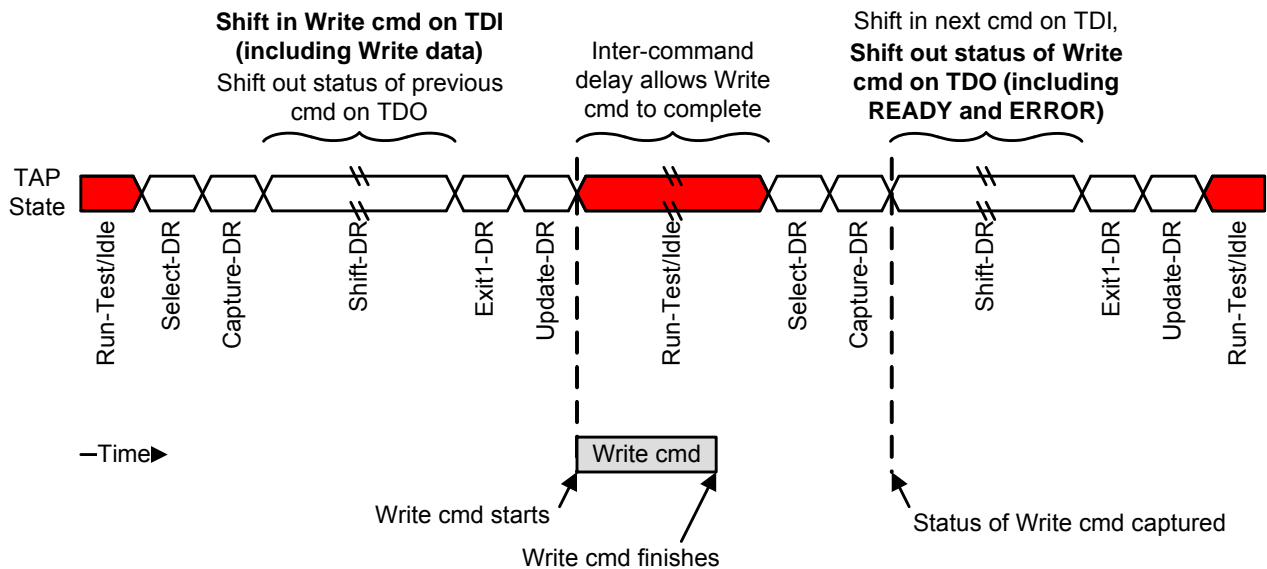 Shift in Write cmd on TDI
(including Write data)
Shift out status of previous
cmd on TDO
Inter-command
delay allows Write
cmd to complete
Shift in next cmd on TDI,
Shift out status of Write
cmd on TDO (including
READY and ERROR)
TAP
State
Run-Test/Idle
Select-DR
Capture-DR
Shift-DR
Exit1-DR
Update-DR
Run-Test/Idle
Select-DR
Capture-DR
Shift-DR
Exit1-DR
Update-DR
Run-Test/Idle
Time
Write cmd
Write cmd starts
Write cmd finishes
Status of Write cmd captured